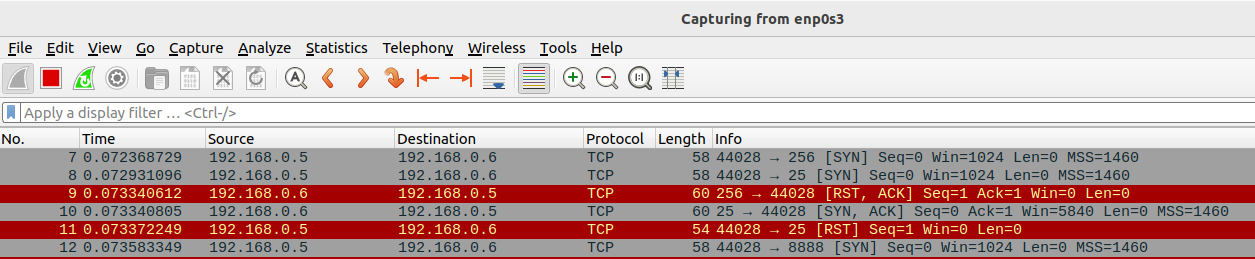 Capturing from enp0s3
File Edit View Go Capture Analyze Statistics Telephony Wireless Tools Help
Apply a display filter … <Ctrl-/>
No. Time Source Destination Protocol Length Info
7 0.072368729 192.168.0.5 192.168.0.6 TCP 58 44028 → 256 [SYN] Seq=0 Win=1024 Len=0 MSS=1460
8 0.072931096 192.168.0.5 192.168.0.6 TCP 58 44028 → 25 [SYN] Seq=0 Win=1024 Len=0 MSS=1460
9 0.073340612 192.168.0.6 192.168.0.5 TCP 60 256 → 44028 [RST, ACK] Seq=1 Ack=1 Win=0 Len=0
10 0.073340805 192.168.0.6 192.168.0.5 TCP 60 25 → 44028 [SYN, ACK] Seq=0 Ack=1 Win=5840 Len=0 MSS=1460
11 0.073372249 192.168.0.5 192.168.0.6 TCP 54 44028 → 25 [RST] Seq=1 Win=0 Len=0
12 0.073583349 192.168.0.5 192.168.0.6 TCP 58 44028 → 8888 [SYN] Seq=0 Win=1024 Len=0 MSS=1460